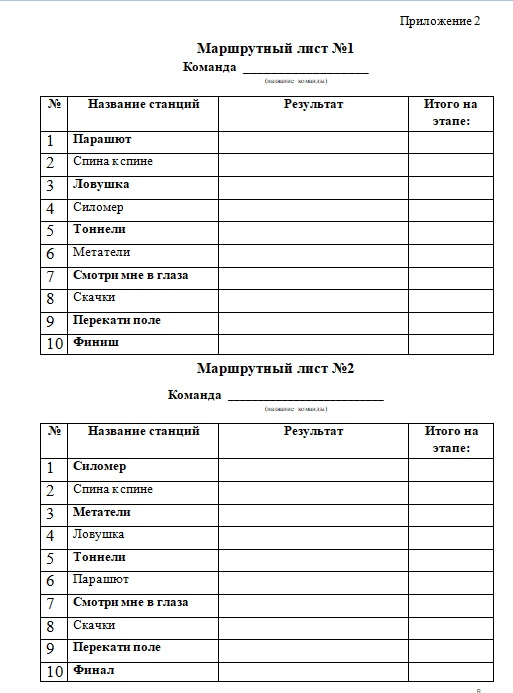 Приложение 2
Маршрутный лист №1
Команда ___________________
(название команды)
№ Название станций Результат Итого на
этапе:
1 Парашют
2 Спина к спине
3 Ловушка
4 Силомер
5 Тоннели
6 Метатели
7 Смотри мне в глаза
8 Скачки
9 Перекати поле
10 Финиш
Маршрутный лист №2
Команда ________________________
(название команды)
№ Название станций Результат Итого на
этапе:
1 Силомер
2 Спина к спине
3 Метатели
4 Ловушка
5 Тоннели
6 Парашют
7 Смотри мне в глаза
8 Скачки
9 Перекати поле
10 Финал